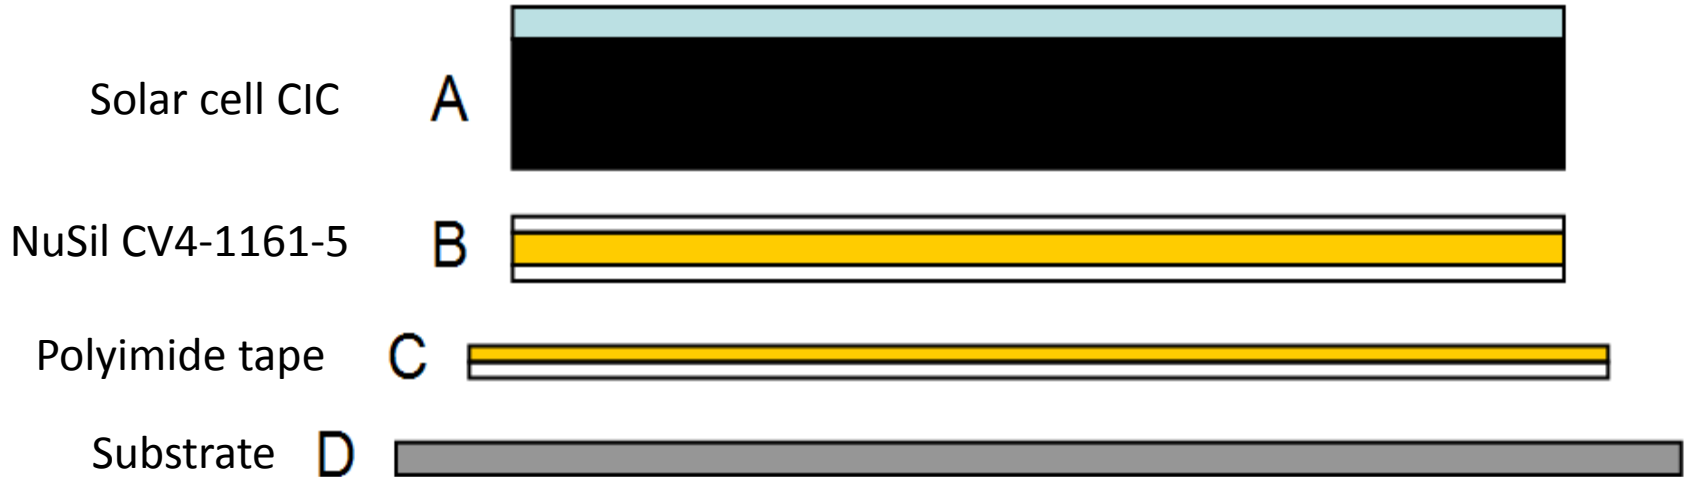 Solar cell CIC A
NuSil CV4-1161-5 B
Polyimide tape C
Substrate D